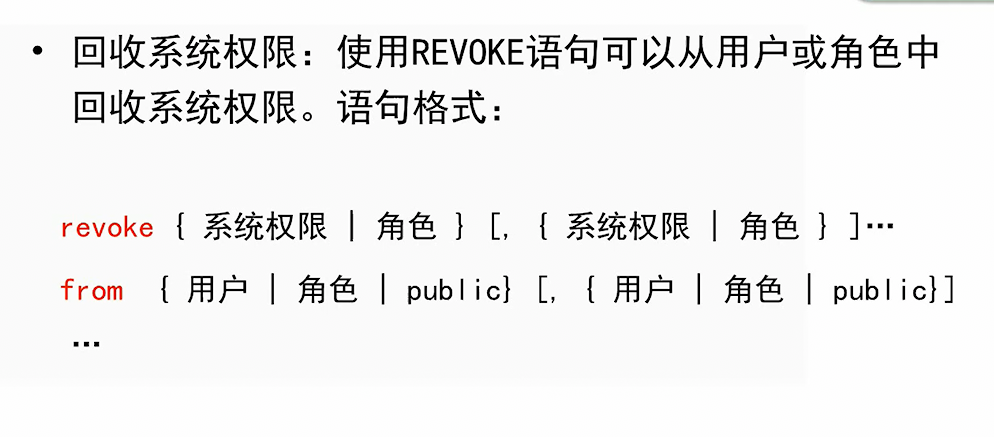 • 回收系统权限：使用REVOKE语句可以从用户或角色中
回收系统权限。语句格式：
revoke { 系统权限 | 角色 } [, { 系统权限 | 角色 } ]…
from { 用户 | 角色 | public} [, { 用户 | 角色 | public}]
…